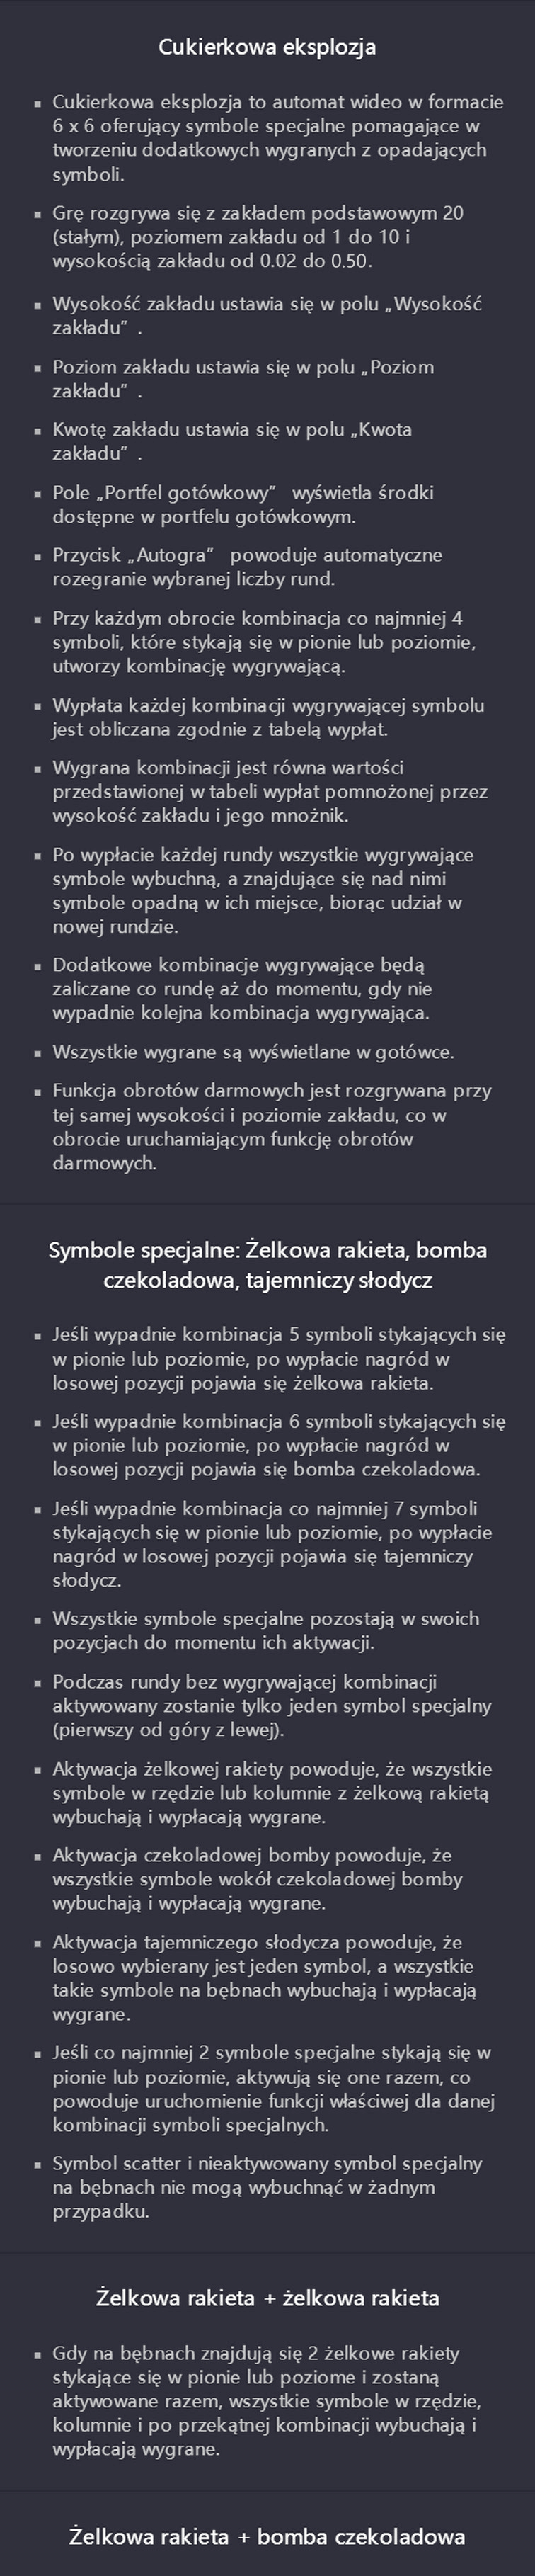 Cukierkowa eksplozja
▪ Cukierkowa eksplozja to automat wideo w formacie
6 x 6 oferujący symbole specjalne pomagające w
tworzeniu dodatkowych wygranych z opadających
symboli.
▪ Grę rozgrywa się z zakładem podstawowym 20
(stałym), poziomem zakładu od 1 do 10 i
wysokością zakładu od 0.02 do 0.50.
▪ Wysokość zakładu ustawia się w polu „Wysokość
zakładu” .
▪ Poziom zakładu ustawia się w polu „Poziom
zakładu” .
▪ Kwotę zakładu ustawia się w polu „Kwota
zakładu” .
▪ Pole „Portfel gotówkowy” wyświetla środki
dostępne w portfelu gotówkowym.
▪ Przycisk „Autogra” powoduje automatyczne
rozegranie wybranej liczby rund.
▪ Przy każdym obrocie kombinacja co najmniej 4
symboli, które stykają się w pionie lub poziomie,
utworzy kombinację wygrywającą.
▪ Wypłata każdej kombinacji wygrywającej symbolu
jest obliczana zgodnie z tabelą wypłat.
▪ Wygrana kombinacji jest równa wartości
przedstawionej w tabeli wypłat pomnożonej przez
wysokość zakładu i jego mnożnik.
▪ Po wypłacie każdej rundy wszystkie wygrywające
symbole wybuchną, a znajdujące się nad nimi
symbole opadną w ich miejsce, biorąc udział w
nowej rundzie.
▪ Dodatkowe kombinacje wygrywające będą
zaliczane co rundę aż do momentu, gdy nie
wypadnie kolejna kombinacja wygrywająca.
▪ Wszystkie wygrane są wyświetlane w gotówce.
▪ Funkcja obrotów darmowych jest rozgrywana przy
tej samej wysokości i poziomie zakładu, co w
obrocie uruchamiającym funkcję obrotów
darmowych.
Symbole specjalne: Żelkowa rakieta, bomba
czekoladowa, tajemniczy słodycz
▪ Jeśli wypadnie kombinacja 5 symboli stykających się
w pionie lub poziomie, po wypłacie nagród w
losowej pozycji pojawia się żelkowa rakieta.
▪ Jeśli wypadnie kombinacja 6 symboli stykających się
w pionie lub poziomie, po wypłacie nagród w
losowej pozycji pojawia się bomba czekoladowa.
▪ Jeśli wypadnie kombinacja co najmniej 7 symboli
stykających się w pionie lub poziomie, po wypłacie
nagród w losowej pozycji pojawia się tajemniczy
słodycz.
▪ Wszystkie symbole specjalne pozostają w swoich
pozycjach do momentu ich aktywacji.
▪ Podczas rundy bez wygrywającej kombinacji
aktywowany zostanie tylko jeden symbol specjalny
(pierwszy od góry z lewej).
▪ Aktywacja żelkowej rakiety powoduje, że wszystkie
symbole w rzędzie lub kolumnie z żelkową rakietą
wybuchają i wypłacają wygrane.
▪ Aktywacja czekoladowej bomby powoduje, że
wszystkie symbole wokół czekoladowej bomby
wybuchają i wypłacają wygrane.
▪ Aktywacja tajemniczego słodycza powoduje, że
losowo wybierany jest jeden symbol, a wszystkie
takie symbole na bębnach wybuchają i wypłacają
wygrane.
▪ Jeśli co najmniej 2 symbole specjalne stykają się w
pionie lub poziomie, aktywują się one razem, co
powoduje uruchomienie funkcji właściwej dla danej
kombinacji symboli specjalnych.
▪ Symbol scatter i nieaktywowany symbol specjalny
na bębnach nie mogą wybuchnąć w żadnym
przypadku.
Żelkowa rakieta + żelkowa rakieta
▪ Gdy na bębnach znajdują się 2 żelkowe rakiety
stykające się w pionie lub poziome i zostaną
aktywowane razem, wszystkie symbole w rzędzie,
kolumnie i po przekątnej kombinacji wybuchają i
wypłacają wygrane.
Żelkowa rakieta + bomba czekoladowa